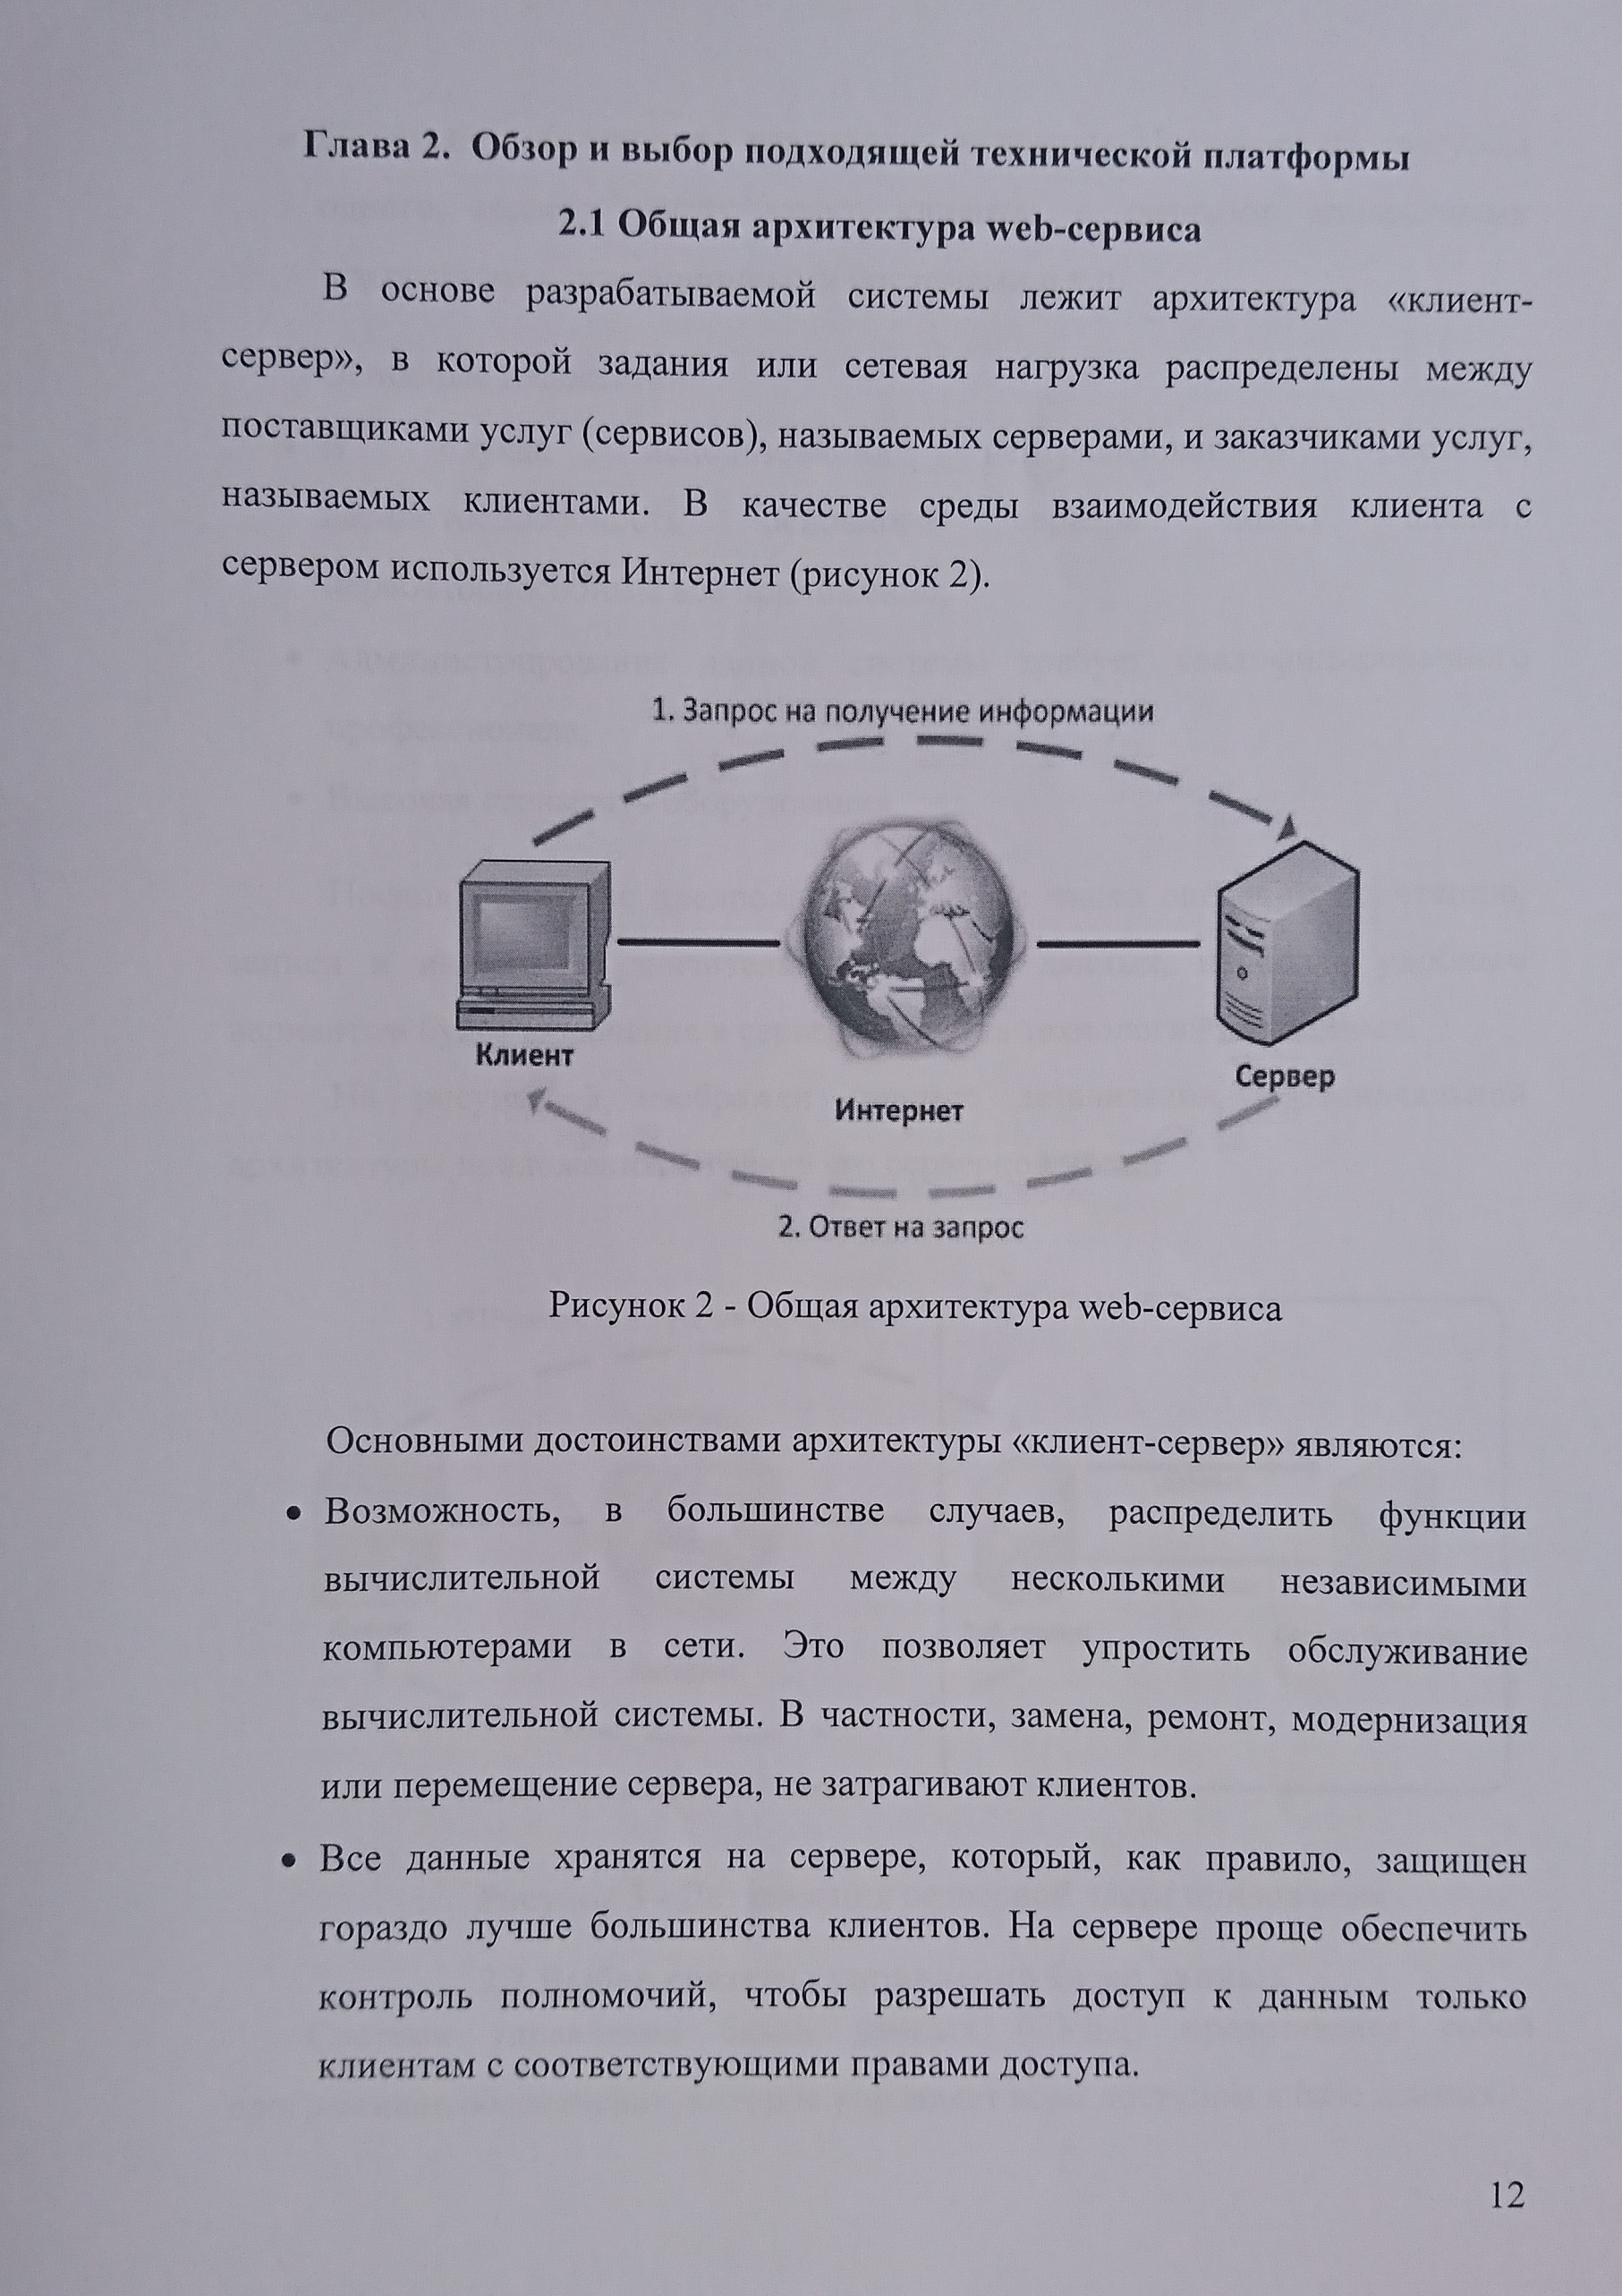 Глава 2.  Обзор и выбор подходящей технической платформы
2.1 Общая архитектура web-сервиса
В основе разрабатываемой системы лежит архитектура «клиент-
сервер», в которой задания или сетевая нагрузка распределены между
поставщиками услуг (сервисов), называемых серверами, и заказчиками услуг,
называемых клиентами. В качестве среды взаимодействия клиента с
сервером используется Интернет (рисунок 2).
1. Запрос на получение информации
Клиент
Сервер
Интернет
2. Ответ на запрос
Рисунок 2 - Общая архитектура web-сервиса
Основными достоинствами архитектуры «клиент-сервер» являются:
• Возможность, в большинстве случаев, распределить функции
вычислительной системы между несколькими независимыми
компьютерами в сети. Это позволяет упростить обслуживание
вычислительной системы. В частности, замена, ремонт, модернизация
или перемещение сервера, не затрагивают клиентов.
• Все данные хранятся на сервере, который, как правило, защищен
гораздо лучше большинства клиентов. На сервере проще обеспечить
контроль полномочий, чтобы разрешать доступ к данным только
клиентам с соответствующими правами доступа.
12